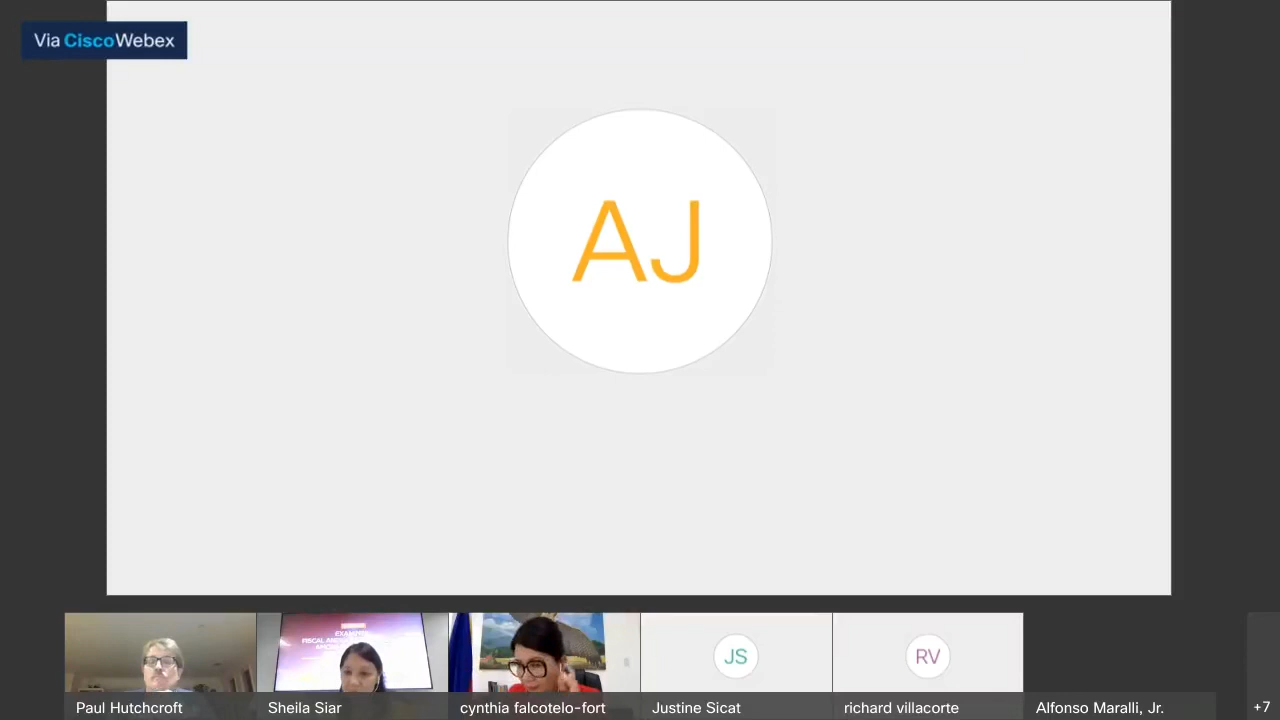 Via CiscoWebex
AJ
FISCAL
JS
RV
Paul Hutchcroft
Sheila Siar
cynthia falcotelo-fort
Justine Sicat
richard villacorte
Alfonso Maralli, Jr.
+7